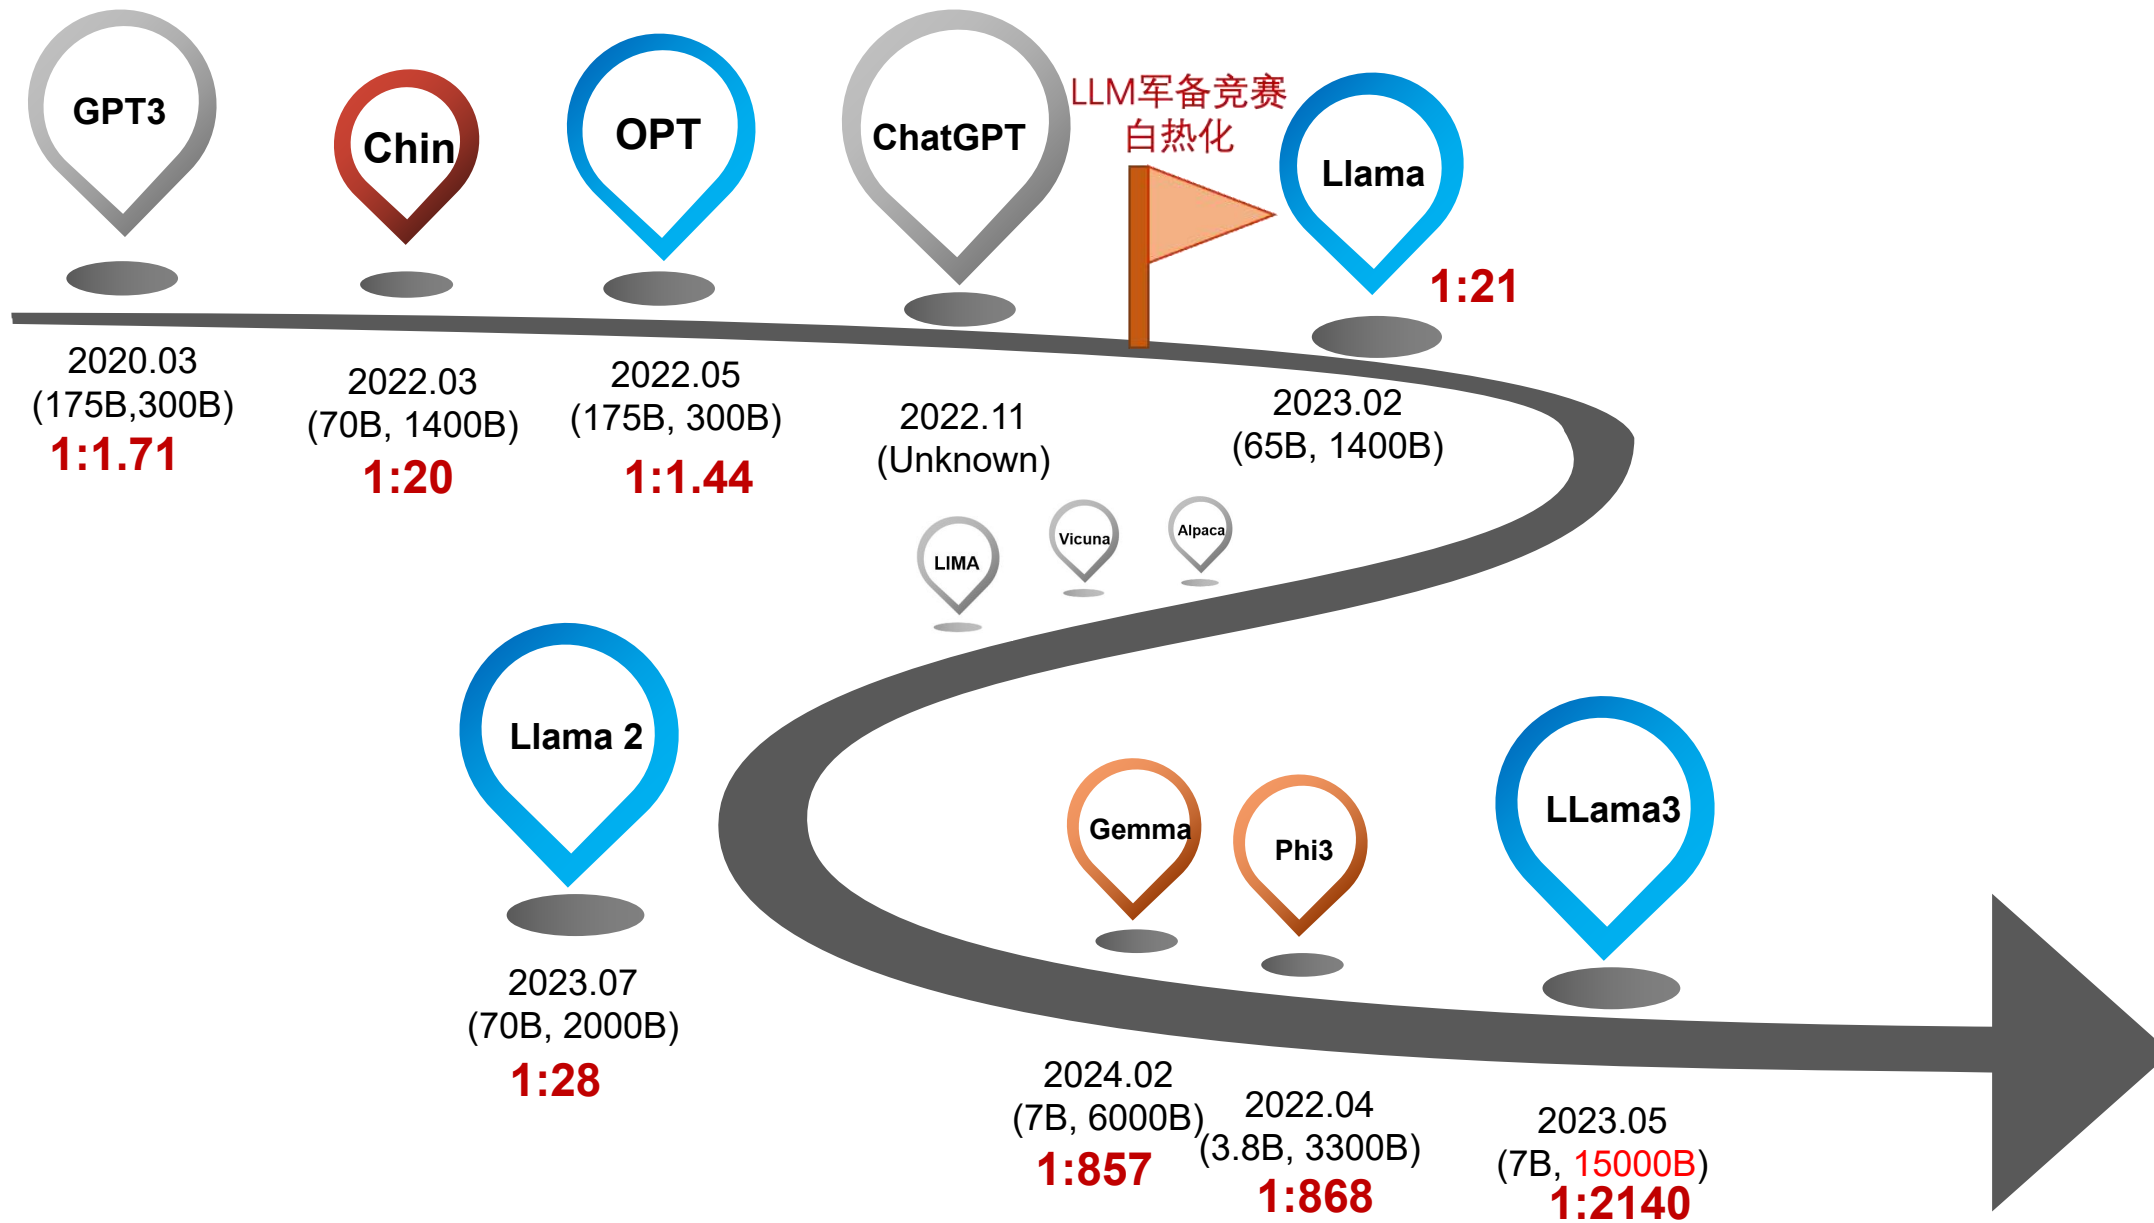 GPT3
2020.03
(175B,300B)
1:1.71
Chin
2022.03
(70B, 1400B)
1:20
OPT
2022.05
(175B, 300B)
1:1.44
ChatGPT
2022.11
(Unknown)
LLM军备竞赛
白热化
Llama
1:21
2023.02
(65B, 1400B)
Alpaca
Vicuna
LIMA
Llama 2
2023.07
(70B, 2000B)
1:28
Gemma
2024.02
(7B, 6000B)
1:857
Phi3
2022.04
(3.8B, 3300B)
1:868
LLama3
2023.05
(7B, 15000B)
1:2140